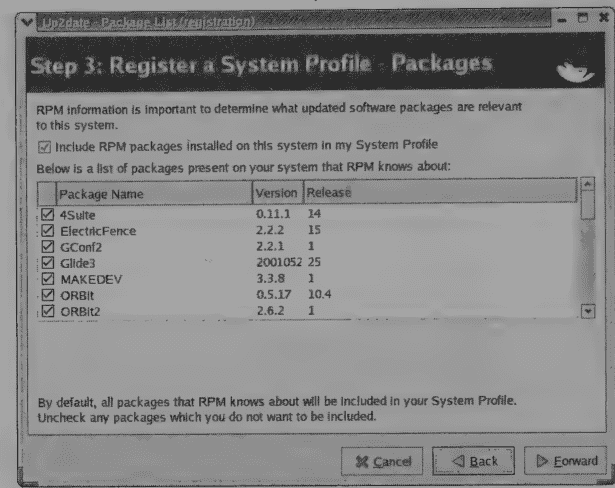 Up2date - Package List (registration)
Step 3: Register a System Profile - Packages
RPM information is important to determine what updated software packages are relevant
to this system.
Include RPM packages installed on this system in my System Profile
Below is a list of packages present on your system that RPM knows about:
Package Name Version Release
4Suite 0.11.1 14
ElectricFence 2.2.2 15
GConf2 2.2.1 1
Glide3 2001052 25
MAKEDEV 3.3.8 1
ORBit 0.5.17 10.4
ORBit2 2.6.2 1
By default, all packages that RPM knows about will be included in your System Profile.
Uncheck any packages which you do not want to be included.
Cancel Back Forward